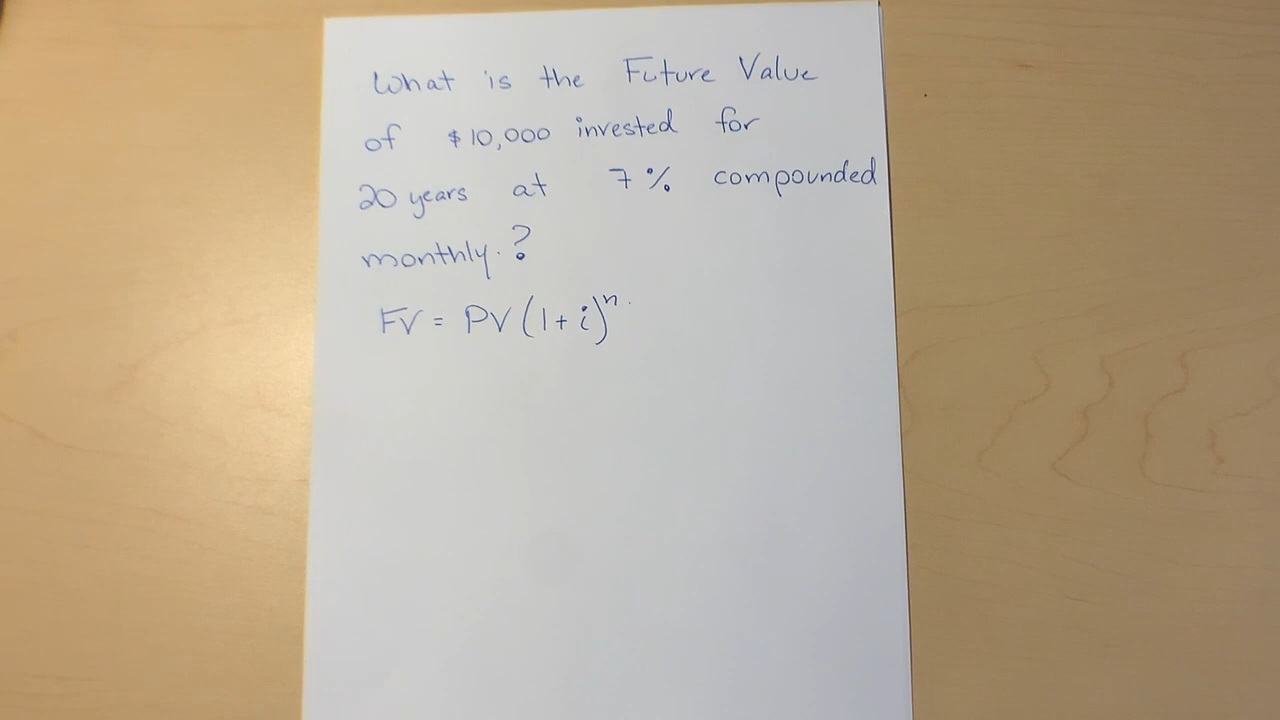 What is the Future Value
of $10,000 invested for
20 years at 7% compounded
monthly.?
FV = PV(1+i)^n.